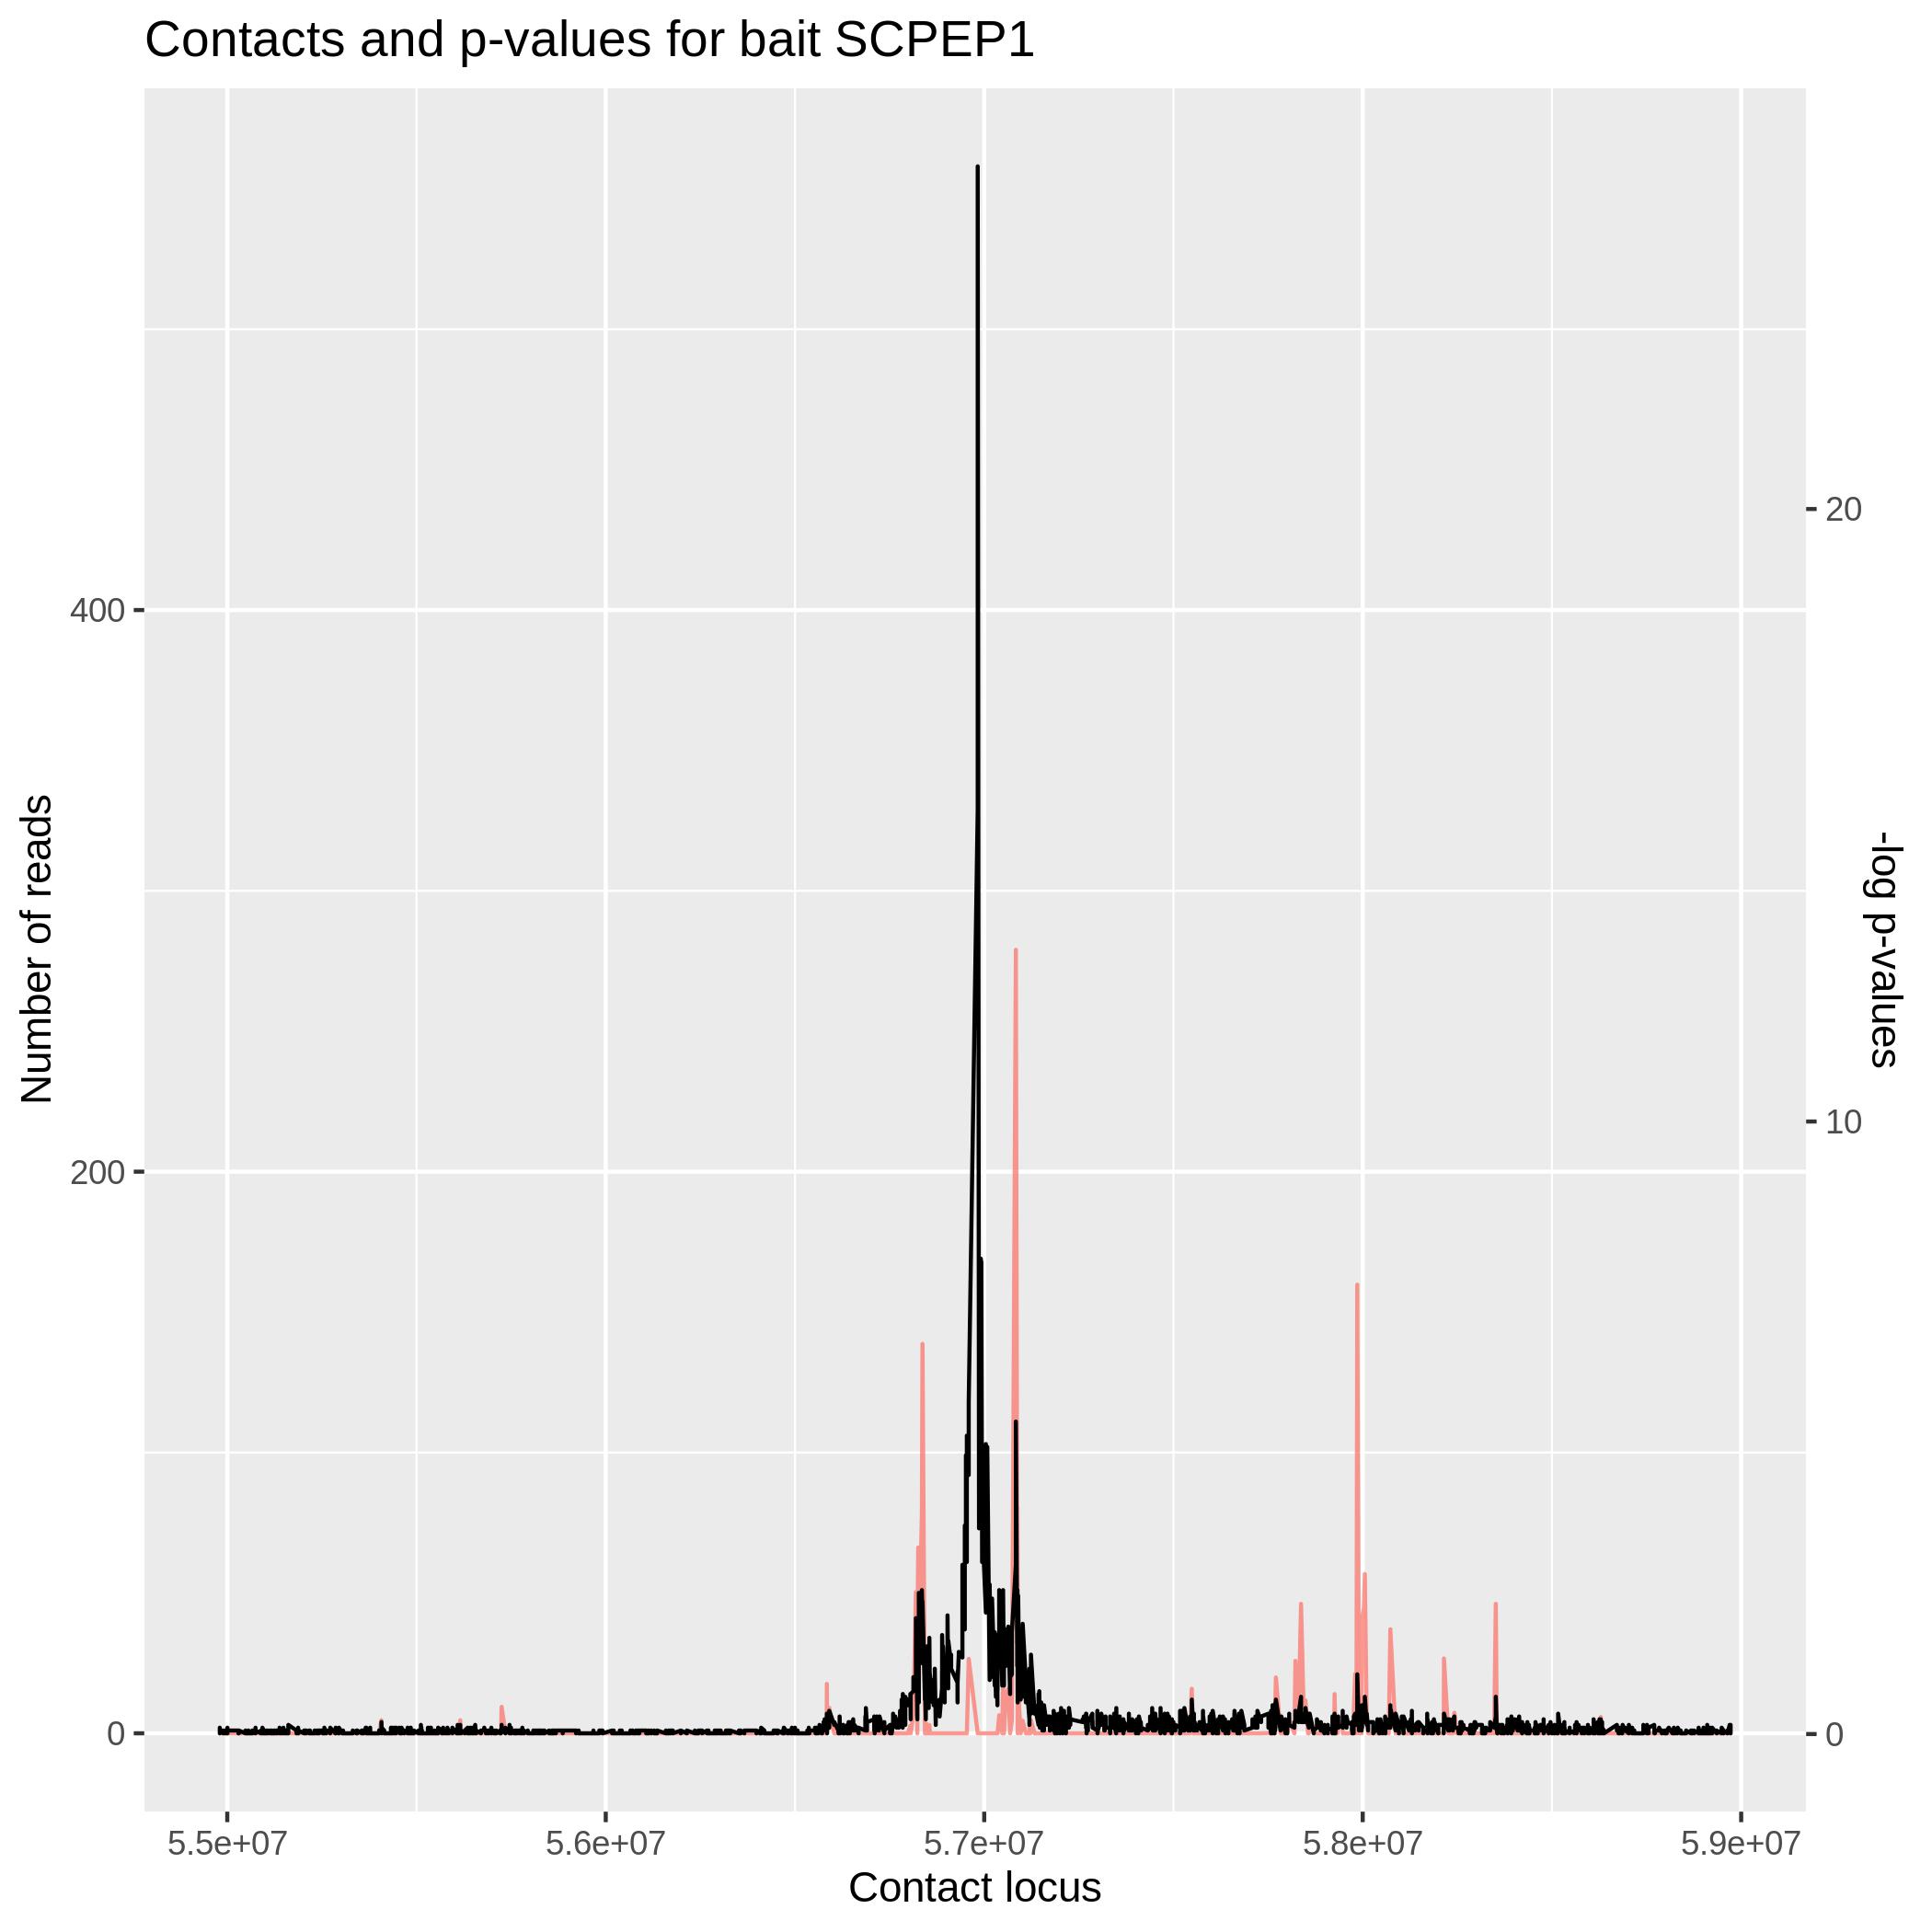 Contacts and p-values for bait SCPEP1
Number of reads
400
200
0
-log p-values
20
10
0
5.5e+07
5.6e+07
5.7e+07
5.8e+07
5.9e+07
Contact locus